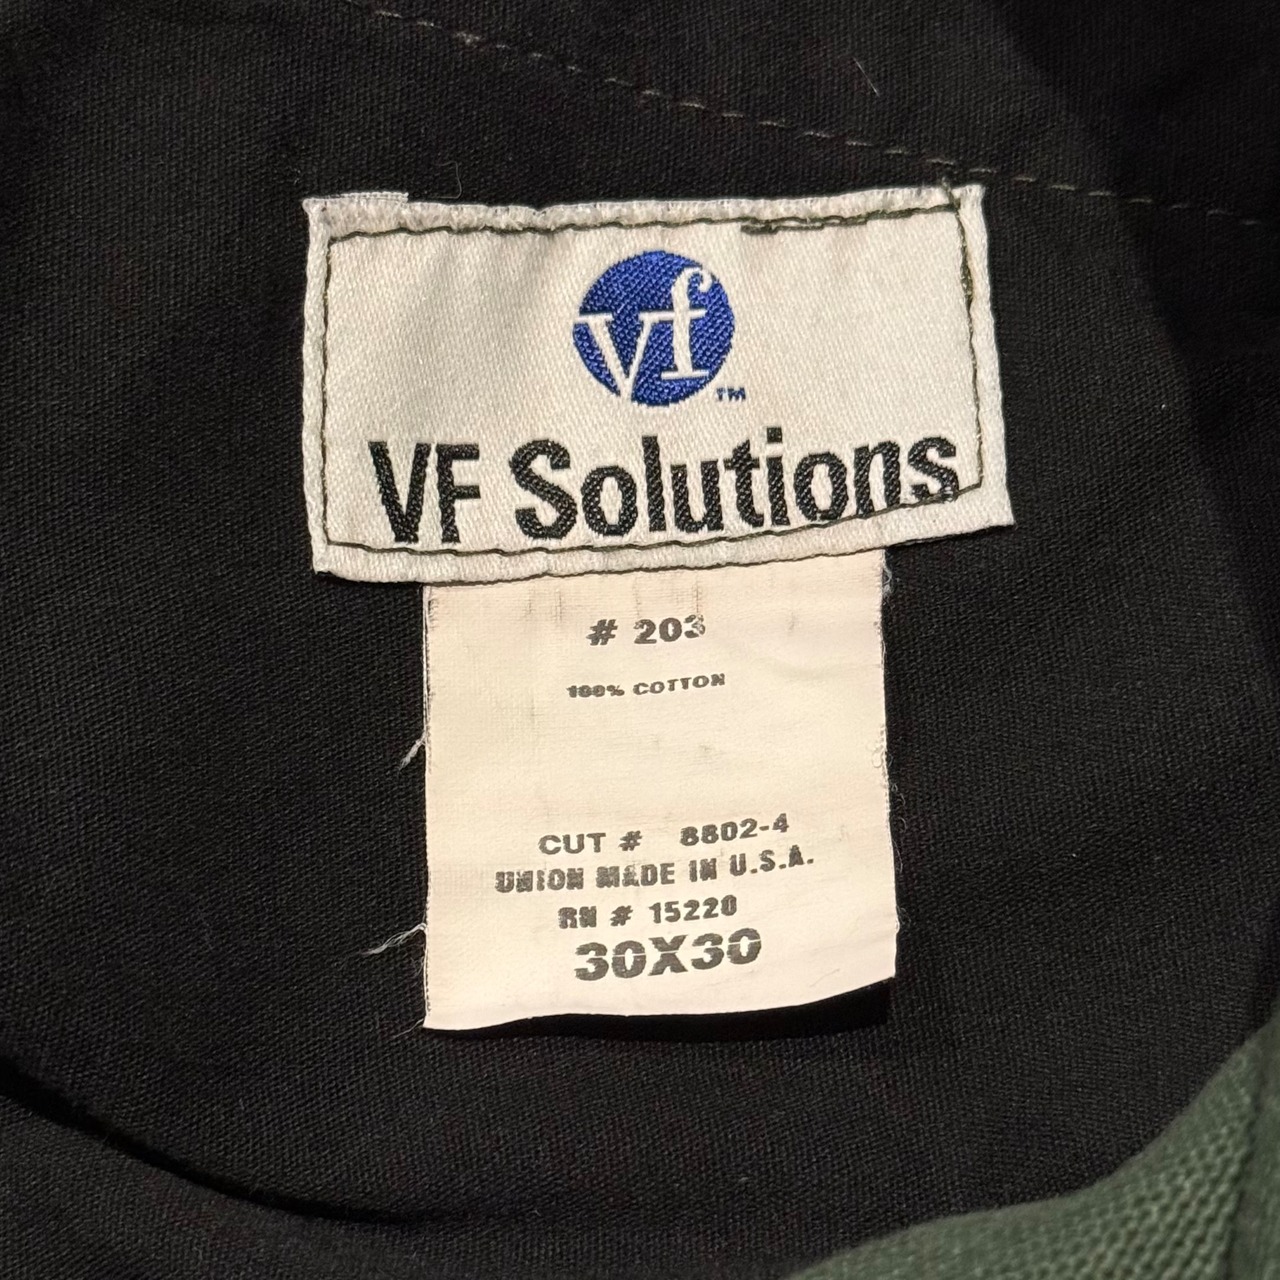 vf
TM
VF Solutions
# 203
100% COTTON
CUT # 8802-4
UNION MADE IN U.S.A.
RN # 15220
30X30